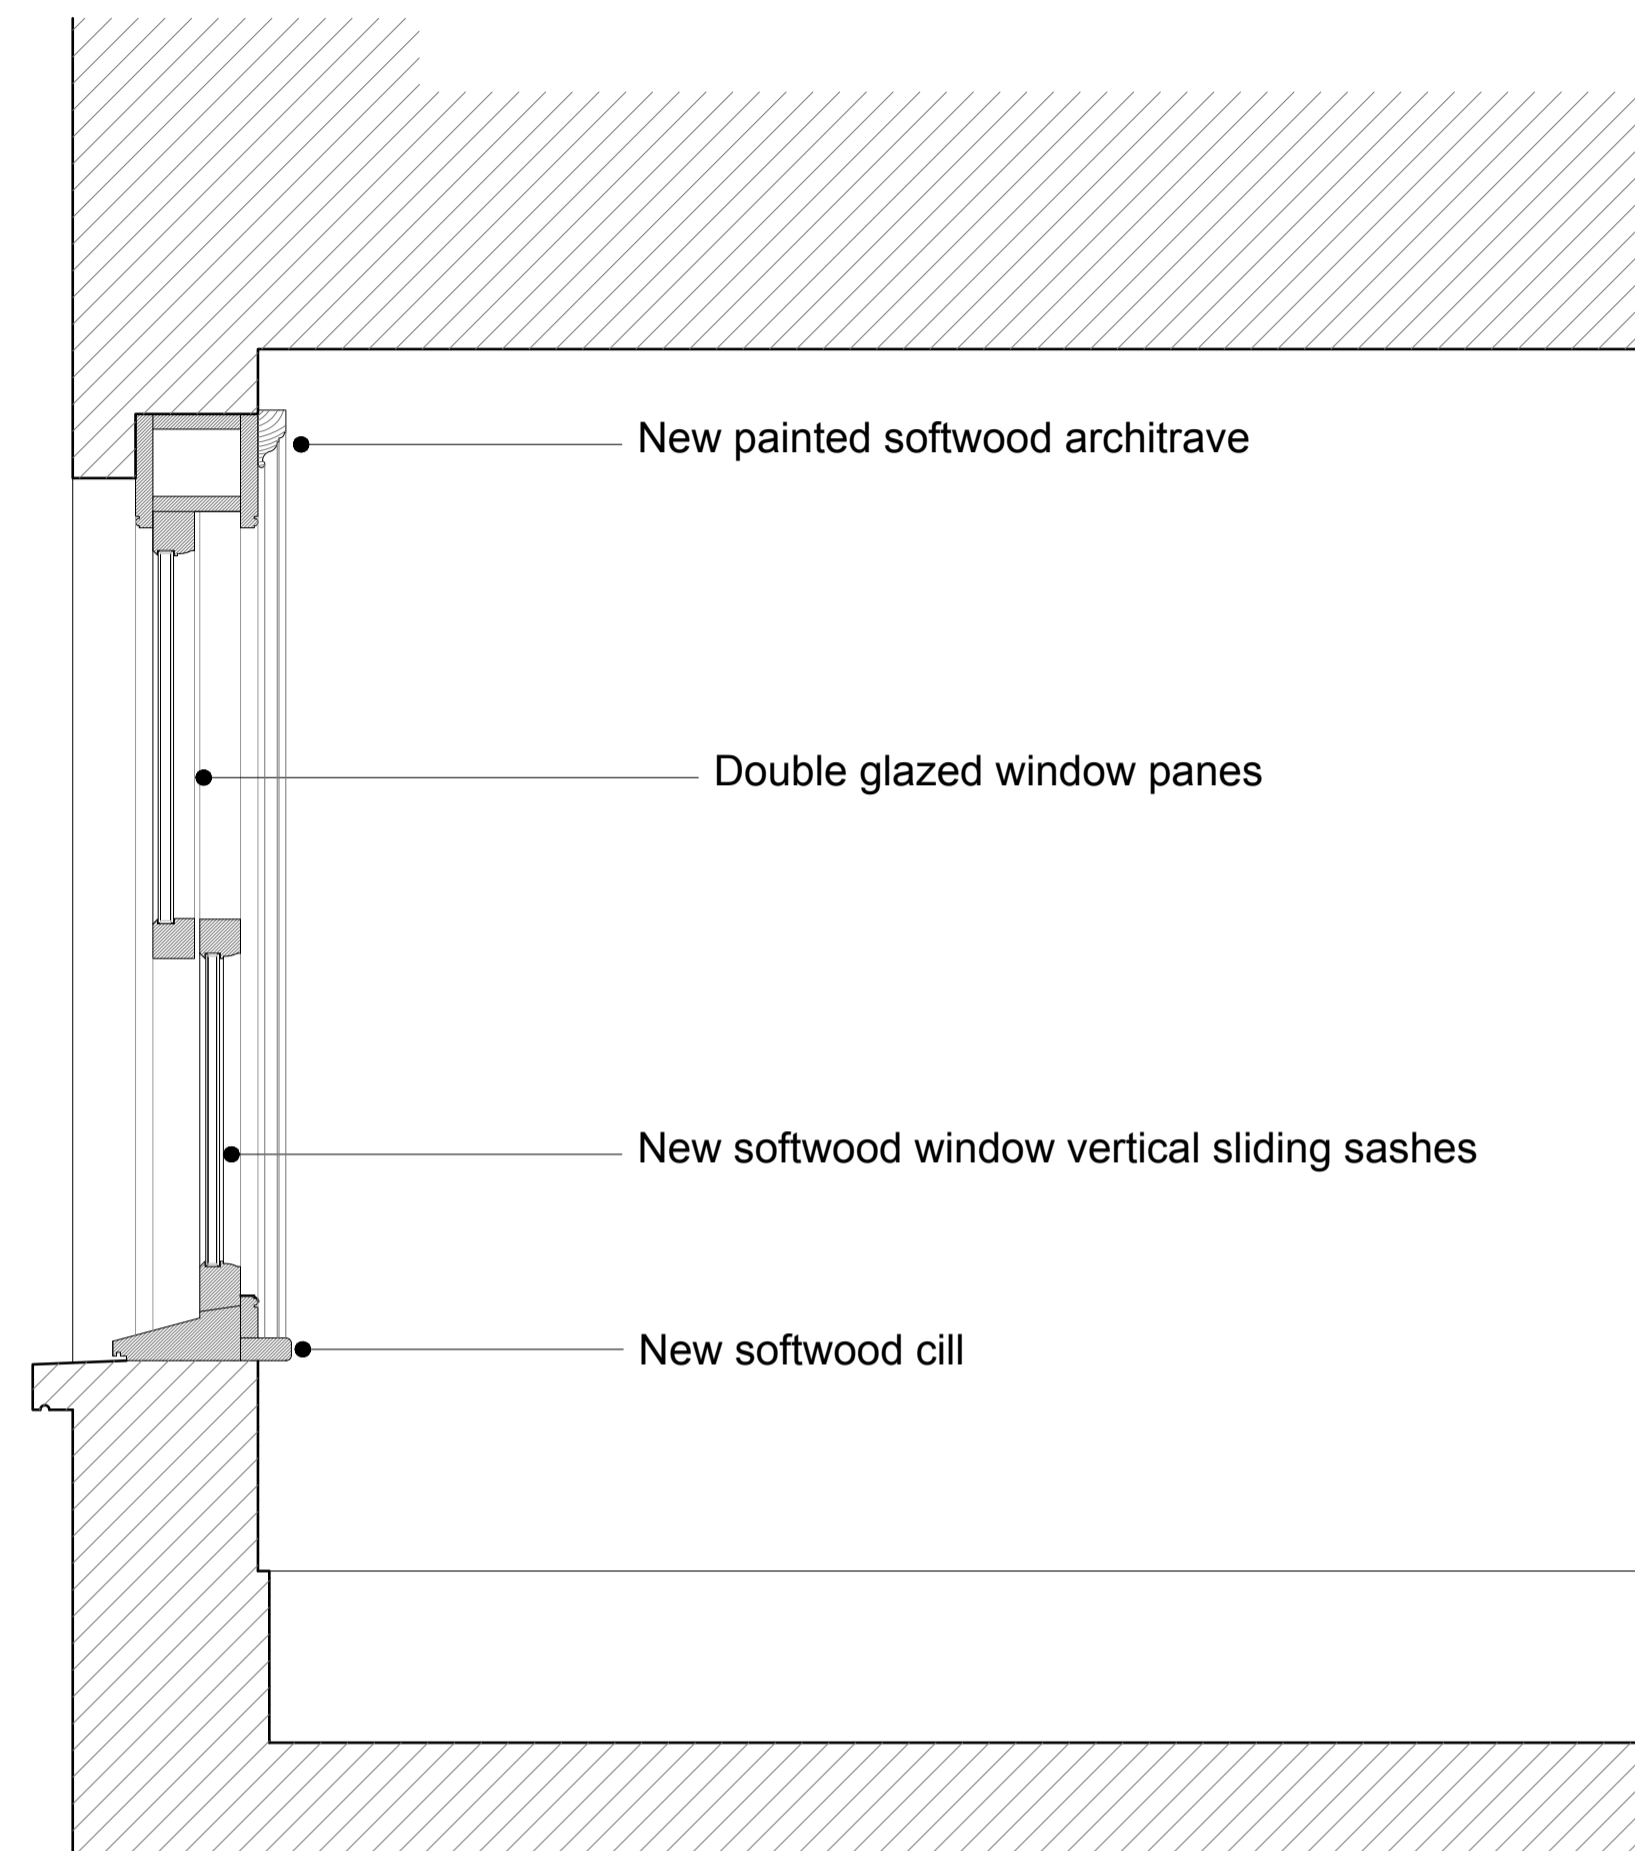 New painted softwood architrave
Double glazed window panes
New softwood window vertical sliding sashes
New softwood cill